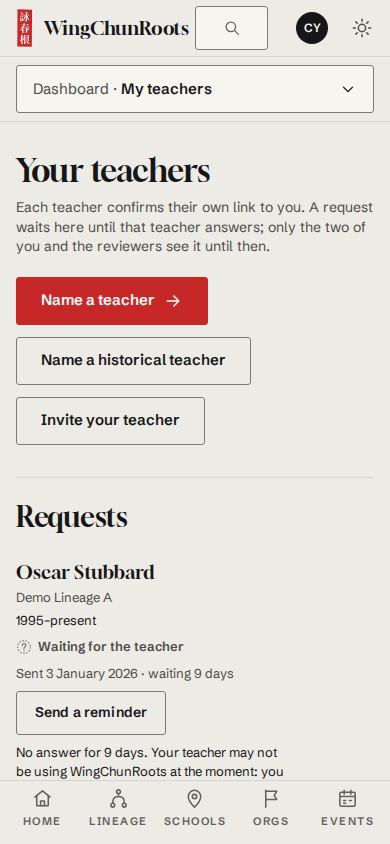 詠春根
WingChunRoots
CY
Dashboard · My teachers
Your teachers
Each teacher confirms their own link to you. A request
waits here until that teacher answers; only the two of
you and the reviewers see it until then.
Name a teacher →
Name a historical teacher
Invite your teacher
Requests
Oscar Stubbard
Demo Lineage A
1995–present
Waiting for the teacher
Sent 3 January 2026 · waiting 9 days
Send a reminder
No answer for 9 days. Your teacher may not
be using WingChunRoots at the moment: you
HOME
LINEAGE
SCHOOLS
ORGS
EVENTS